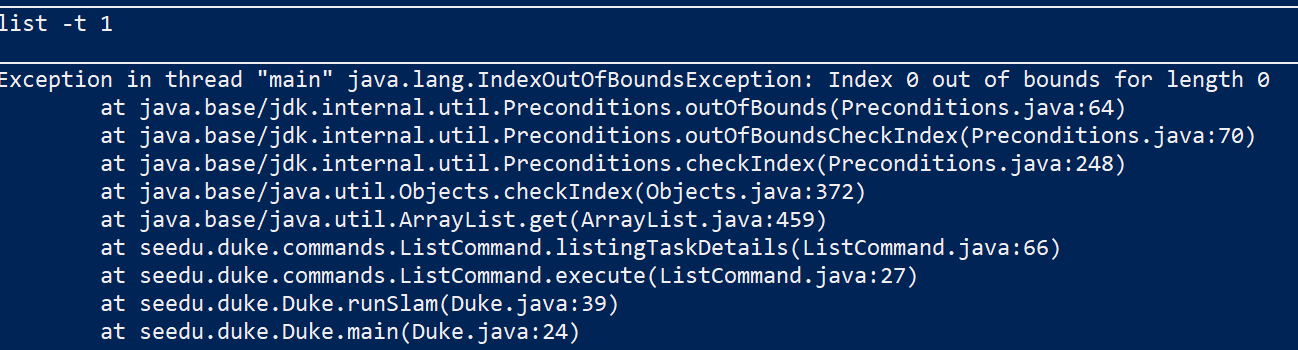 list -t 1
Exception in thread "main" java.lang.IndexOutOfBoundsException: Index 0 out of bounds for length 0
at java.base/jdk.internal.util.Preconditions.outOfBounds(Preconditions.java:64)
at java.base/jdk.internal.util.Preconditions.outOfBoundsCheckIndex(Preconditions.java:70)
at java.base/jdk.internal.util.Preconditions.checkIndex(Preconditions.java:248)
at java.base/java.util.Objects.checkIndex(Objects.java:372)
at java.base/java.util.ArrayList.get(ArrayList.java:459)
at seedu.duke.commands.ListCommand.listingTaskDetails(ListCommand.java:66)
at seedu.duke.commands.ListCommand.execute(ListCommand.java:27)
at seedu.duke.Duke.runSlam(Duke.java:39)
at seedu.duke.Duke.main(Duke.java:24)